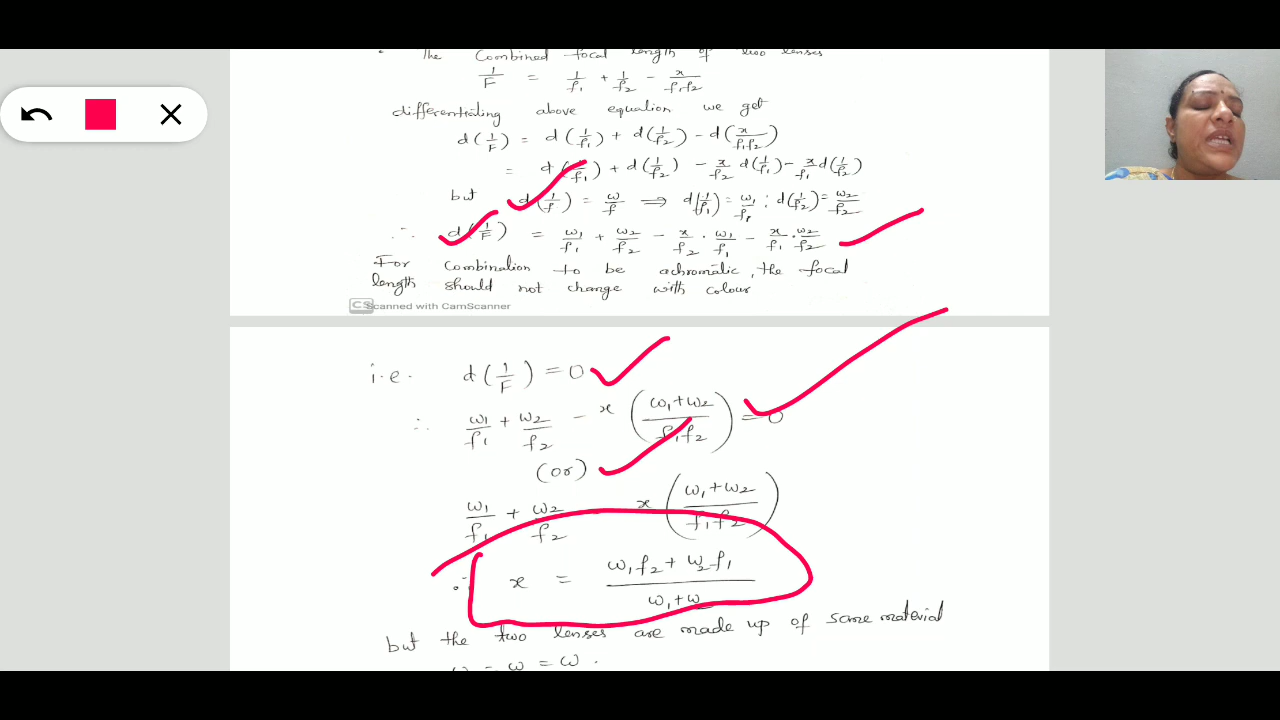 The Combined focal length of two lenses
1/F = 1/f₁ + 1/f₂ − x/f₁f₂
differentiating above equation we get
d(1/F) = d(1/f₁) + d(1/f₂) − d(x/f₁f₂)
= d(1/f₁) + d(1/f₂) − x/f₂ d(1/f₁) − x/f₁ d(1/f₂)
but d(1/f) = ω/f ⟹ d(1/f₁) = ω₁/f₁ ; d(1/f₂) = ω₂/f₂
∴ d(1/F) = ω₁/f₁ + ω₂/f₂ − x/f₂ · ω₁/f₁ − x/f₁ · ω₂/f₂
For Combination to be achromatic, the focal
length should not change with colour
CS Scanned with CamScanner
i.e. d(1/F) = 0
∴ ω₁/f₁ + ω₂/f₂ − x (ω₁+ω₂/f₁f₂) = 0
(or)
ω₁/f₁ + ω₂/f₂ x (ω₁+ω₂/f₁f₂)
∴ x = ω₁f₂ + ω₂f₁/ω₁+ω
but the two lenses are made up of same material
ω = ω = ω.